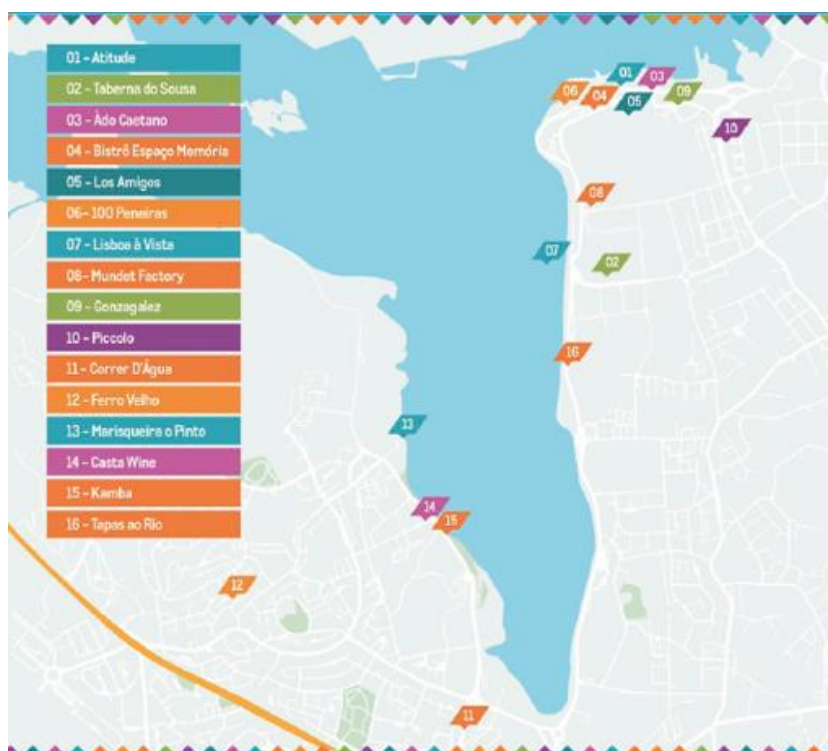 01 - Atitude
02 - Taberna do Sousa
03 - Àdo Caetano
04 - Bistrô Espaço Memória
05 - Los Amigos
06- 100 Peneiras
07 - Lisboa à Vista
08- Mundet Factory
09 - Gonzagalez
10 - Piccolo
11 - Correr D'Água
12 - Ferro Velho
13 - Marisqueira o Pinto
14 - Casta Wine
15 - Kamba
16 - Tapas ao Rio
01
03
06
04
05
09
10
08
07
02
16
13
14
15
12
11